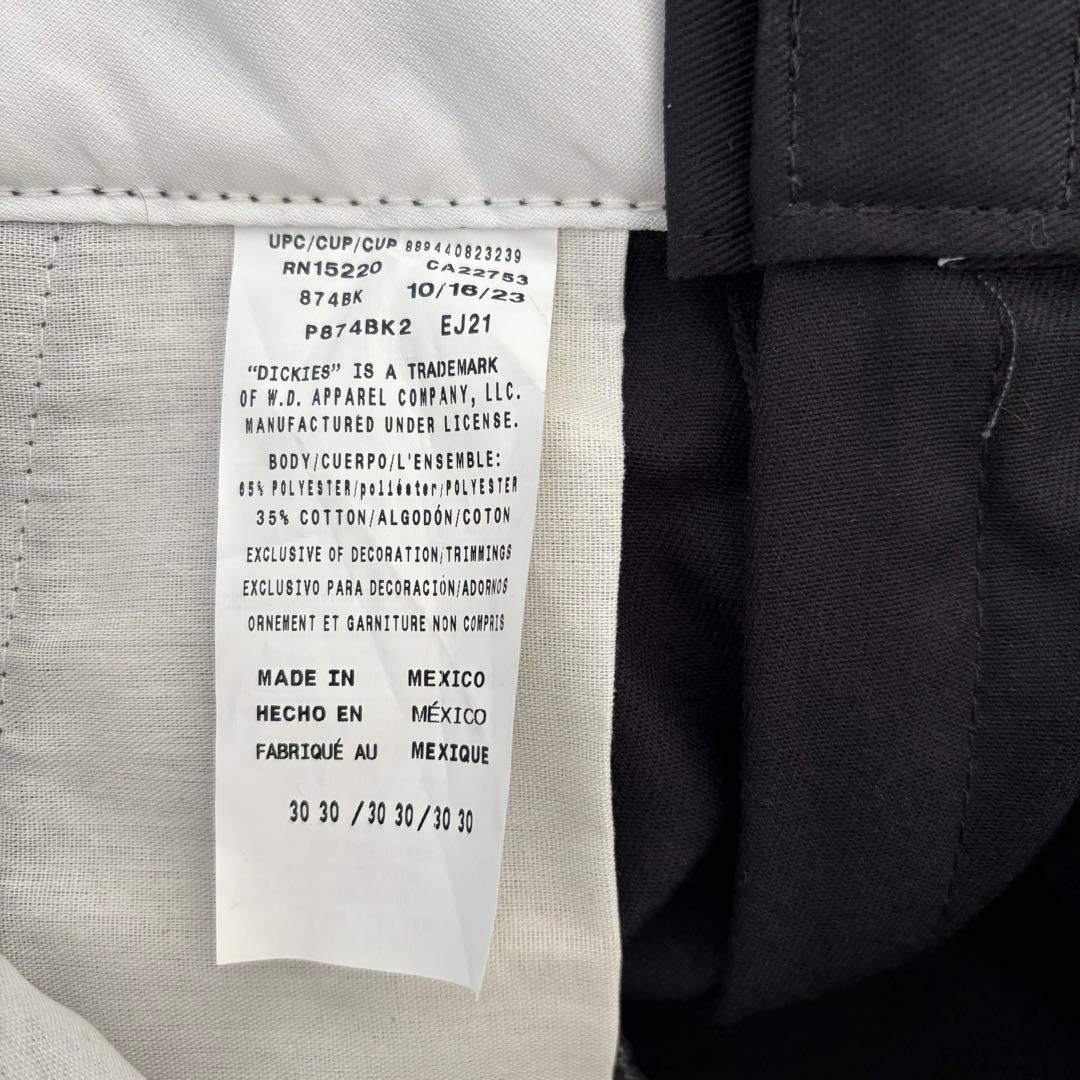 UPC/CUP/CUP 889440823239
RN15220 CA22753
874BK 10/16/23
P874BK2 EJ21
"DICKIES" IS A TRADEMARK
OF W.D. APPAREL COMPANY, LLC.
MANUFACTURED UNDER LICENSE.
BODY/CUERPO/L'ENSEMBLE:
65% POLYESTER/poliéster/POLYESTER
35% COTTON/ALGODÓN/COTON
EXCLUSIVE OF DECORATION/TRIMMINGS
EXCLUSIVO PARA DECORACIÓN/ADORNOS
ORNEMENT ET GARNITURE NON COMPRIS
MADE IN MEXICO
HECHO EN MÉXICO
FABRIQUÉ AU MEXIQUE
30 30 /30 30/30 30